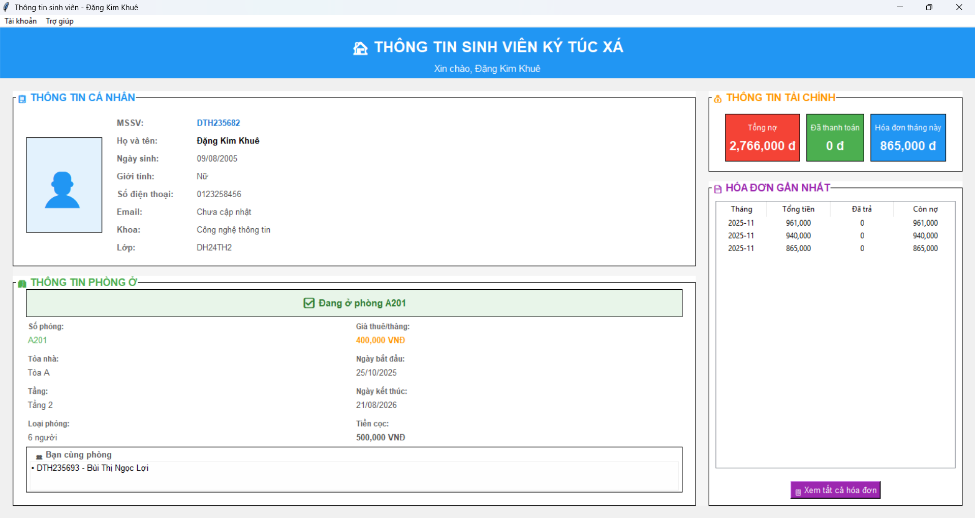 Thông tin sinh viên - Đặng Kim Khuê
Tài khoản Trợ giúp
THÔNG TIN SINH VIÊN KÝ TÚC XÁ
Xin chào, Đặng Kim Khuê
THÔNG TIN CÁ NHÂN
MSSV: DTH235682
Họ và tên: Đặng Kim Khuê
Ngày sinh: 09/08/2005
Giới tính: Nữ
Số điện thoại: 0123258456
Email: Chưa cập nhật
Khoa: Công nghệ thông tin
Lớp: DH24TH2
THÔNG TIN PHÒNG Ở
Đang ở phòng A201
Số phòng: Giá thuê/tháng:
A201 400,000 VNĐ
Tòa nhà: Ngày bắt đầu:
Tòa A 25/10/2025
Tầng: Ngày kết thúc:
Tầng 2 21/08/2026
Loại phòng: Tiền cọc:
6 người 500,000 VNĐ
Bạn cùng phòng
• DTH235693 - Bùi Thị Ngọc Lợi
THÔNG TIN TÀI CHÍNH
Tổng nợ Đã thanh toán Hóa đơn tháng này
2,766,000 đ 0 đ 865,000 đ
HÓA ĐƠN GẦN NHẤT
Tháng Tổng tiền Đã trả Còn nợ
2025-11 961,000 0 961,000
2025-11 940,000 0 940,000
2025-11 865,000 0 865,000
Xem tất cả hóa đơn